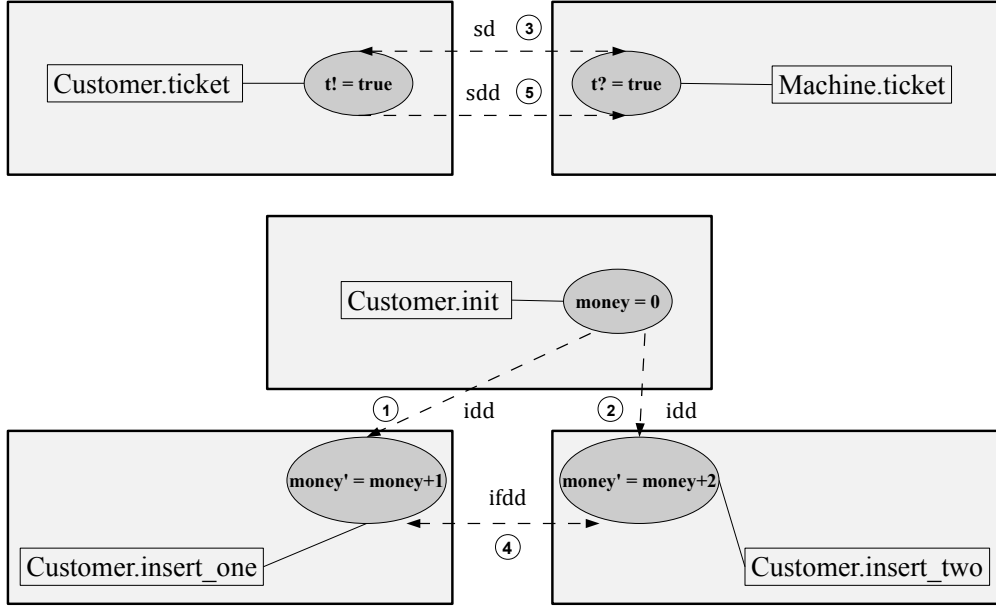 sd 3
Customer.ticket
t! = true
t? = true
Machine.ticket
sdd 5
Customer.init
money = 0
1 idd
2 idd
money' = money+1
money' = money+2
ifdd
4
Customer.insert_one
Customer.insert_two